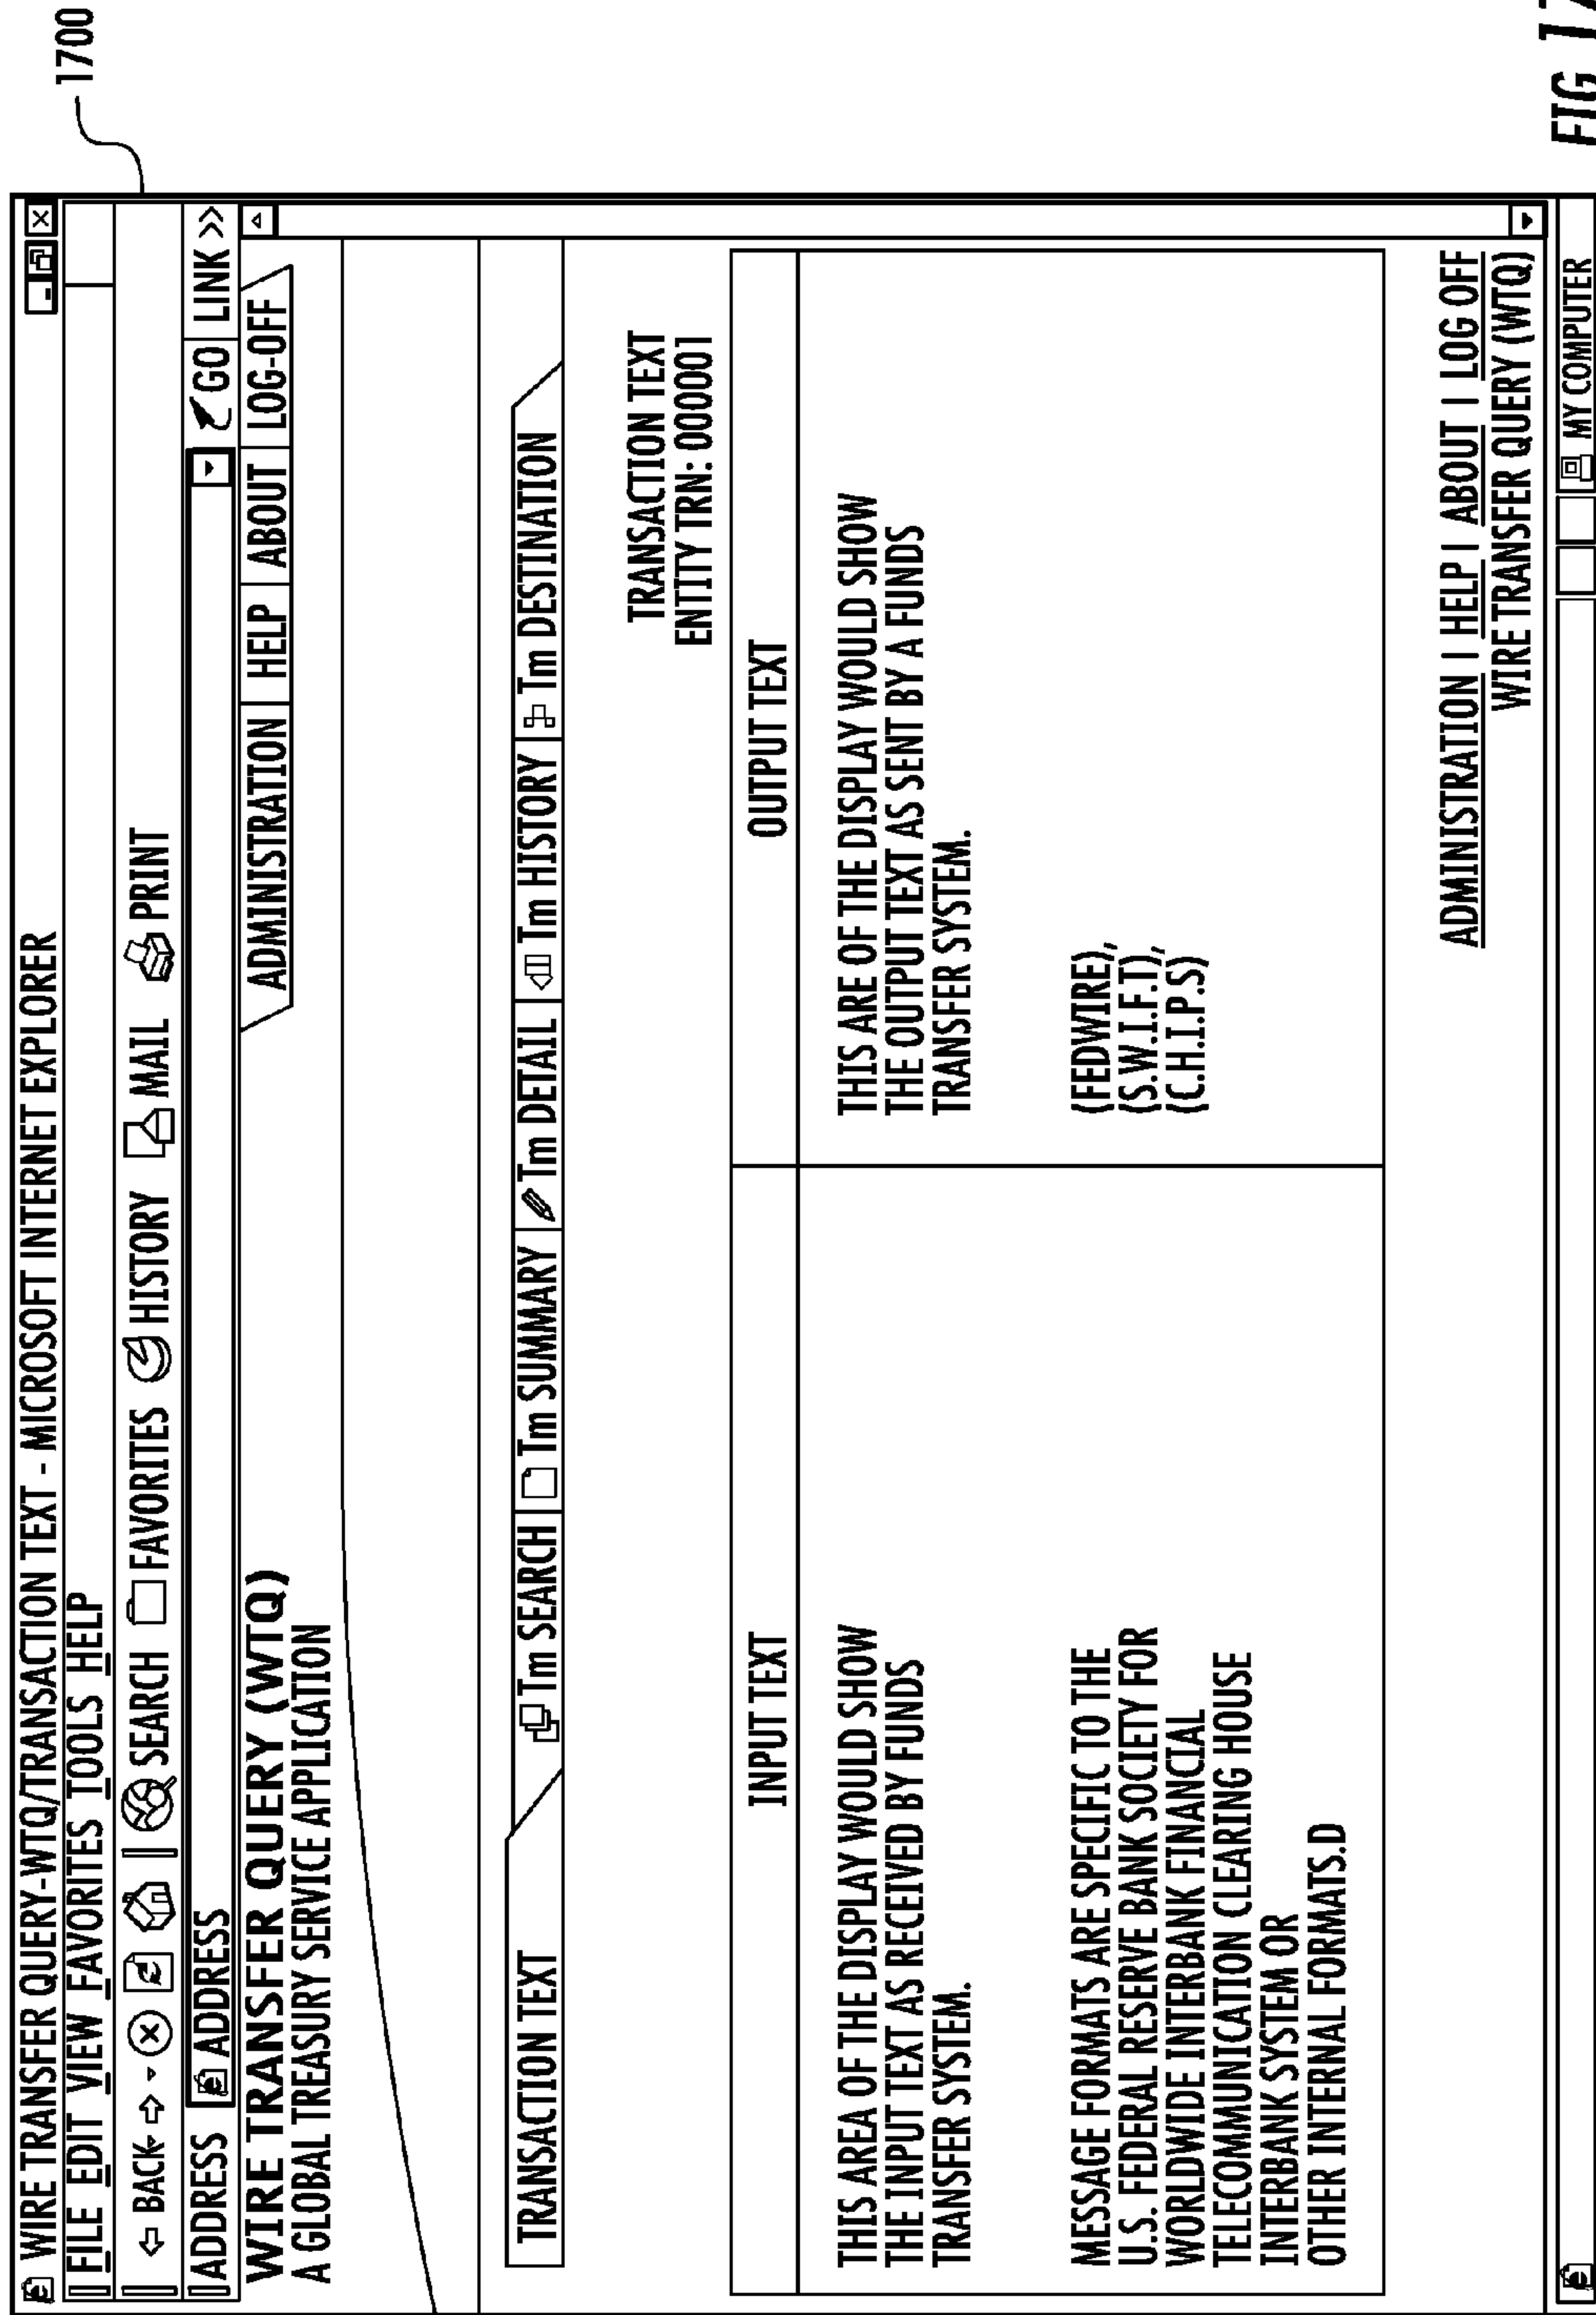 1700
WIRE TRANSFER QUERY-WTQ/TRANSACTION TEXT - MICROSOFT INTERNET EXPLORER
FILE EDIT VIEW FAVORITES TOOLS HELP
BACK SEARCH FAVORITES HISTORY MAIL PRINT
ADDRESS ADDRESS GO LINK >>
WIRE TRANSFER QUERY (WTQ) ADMINISTRATION HELP ABOUT LOG-OFF
A GLOBAL TREASURY SERVICE APPLICATION
TRANSACTION TEXT Tm SEARCH Tm SUMMARY Tm DETAIL Tm HISTORY Tm DESTINATION
TRANSACTION TEXT
ENTITY TRN: 000001
INPUT TEXT
THIS AREA OF THE DISPLAY WOULD SHOW
THE INPUT TEXT AS RECEIVED BY FUNDS
TRANSFER SYSTEM.
MESSAGE FORMATS ARE SPECIFIC TO THE
U.S. FEDERAL RESERVE BANK SOCIETY FOR
WORLDWIDE INTERBANK FINANCIAL
TELECOMMUNICATION CLEARING HOUSE
INTERBANK SYSTEM OR
OTHER INTERNAL FORMATS.D
OUTPUT TEXT
THIS ARE OF THE DISPLAY WOULD SHOW
THE OUTPUT TEXT AS SENT BY A FUNDS
TRANSFER SYSTEM.
(FEDWIRE),
(S.W.I.F.T),
(C.H.I.P.S)
ADMINISTRATION | HELP | ABOUT | LOG OFF
WIRE TRANSFER QUERY (WTQ)
MY COMPUTER
FIG 17